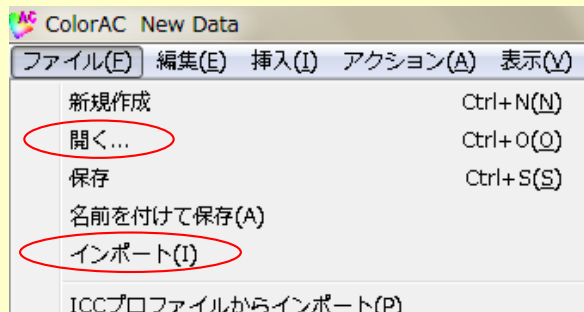 ColorAC New Data
ファイル(F) 編集(E) 挿入(I) アクション(A) 表示(V)
新規作成 Ctrl+N(N)
開く... Ctrl+O(O)
保存 Ctrl+S(S)
名前を付けて保存(A)
インポート(I)
ICCプロファイルからインポート(P)